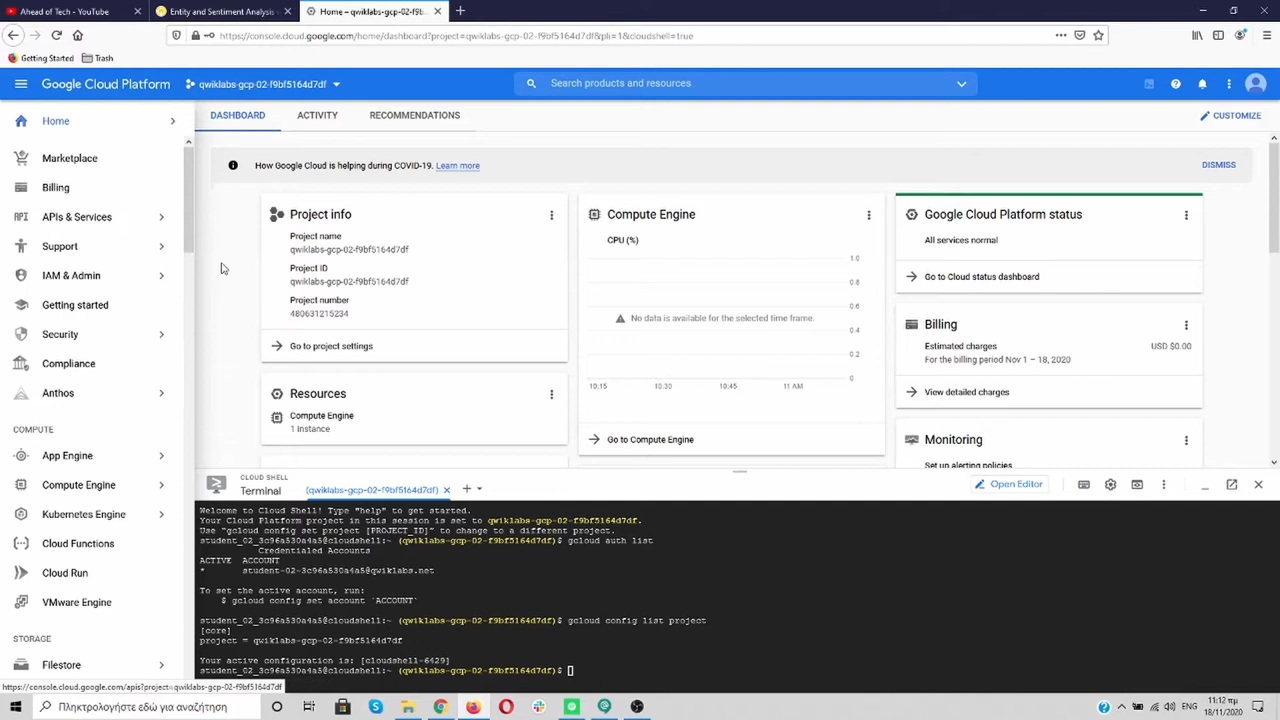 Ahead of Tech - YouTube
Entity and Sentiment Analysis
Home – qwiklabs-gcp-02-f9bf5
https://console.cloud.google.com/home/dashboard?project=qwiklabs-gcp-02-f9bf5164d7df&pli=1&cloudshell=true
Getting Started
Trash
Google Cloud Platform
qwiklabs-gcp-02-f9bf5164d7df
Search products and resources
Home
Marketplace
Billing
API
APIs & Services
Support
IAM & Admin
Getting started
Security
Compliance
Anthos
COMPUTE
App Engine
Compute Engine
Kubernetes Engine
Cloud Functions
Cloud Run
VMware Engine
STORAGE
Filestore
https://console.cloud.google.com/apis?project=qwiklabs-gcp-02-f9bf5164d7df
DASHBOARD
ACTIVITY
RECOMMENDATIONS
CUSTOMIZE
How Google Cloud is helping during COVID-19. Learn more
DISMISS
Project info
Project name
qwiklabs-gcp-02-f9bf5164d7df
Project ID
qwiklabs-gcp-02-f9bf5164d7df
Project number
480631215234
Go to project settings
Resources
Compute Engine
1 instance
Compute Engine
CPU (%)
1.0
0.8
0.6
No data is available for the selected time frame.
0.4
0.2
0
10:15 10:30 10:45 11 AM
Go to Compute Engine
Google Cloud Platform status
All services normal
Go to Cloud status dashboard
Billing
Estimated charges
USD $0.00
For the billing period Nov 1 – 18, 2020
View detailed charges
Monitoring
Set up alerting policies
CLOUD SHELL
Terminal
(qwiklabs-gcp-02-f9bf5164d7df)
Open Editor
Welcome to Cloud Shell! Type "help" to get started.
Your Cloud Platform project in this session is set to qwiklabs-gcp-02-f9bf5164d7df.
Use "gcloud config set project [PROJECT_ID]" to change to a different project.
student_02_3c96a530a4a5@cloudshell:~ (qwiklabs-gcp-02-f9bf5164d7df)$ gcloud auth list
Credentialed Accounts
ACTIVE ACCOUNT
* student-02-3c96a530a4a5@qwiklabs.net
To set the active account, run:
$ gcloud config set account `ACCOUNT`
student_02_3c96a530a4a5@cloudshell:~ (qwiklabs-gcp-02-f9bf5164d7df)$ gcloud config list project
[core]
project = qwiklabs-gcp-02-f9bf5164d7df
Your active configuration is: [cloudshell-6429]
student_02_3c96a530a4a5@cloudshell:~ (qwiklabs-gcp-02-f9bf5164d7df)$
Πληκτρολογήστε εδώ για αναζήτηση
ENG
11:12 πμ
18/11/2020